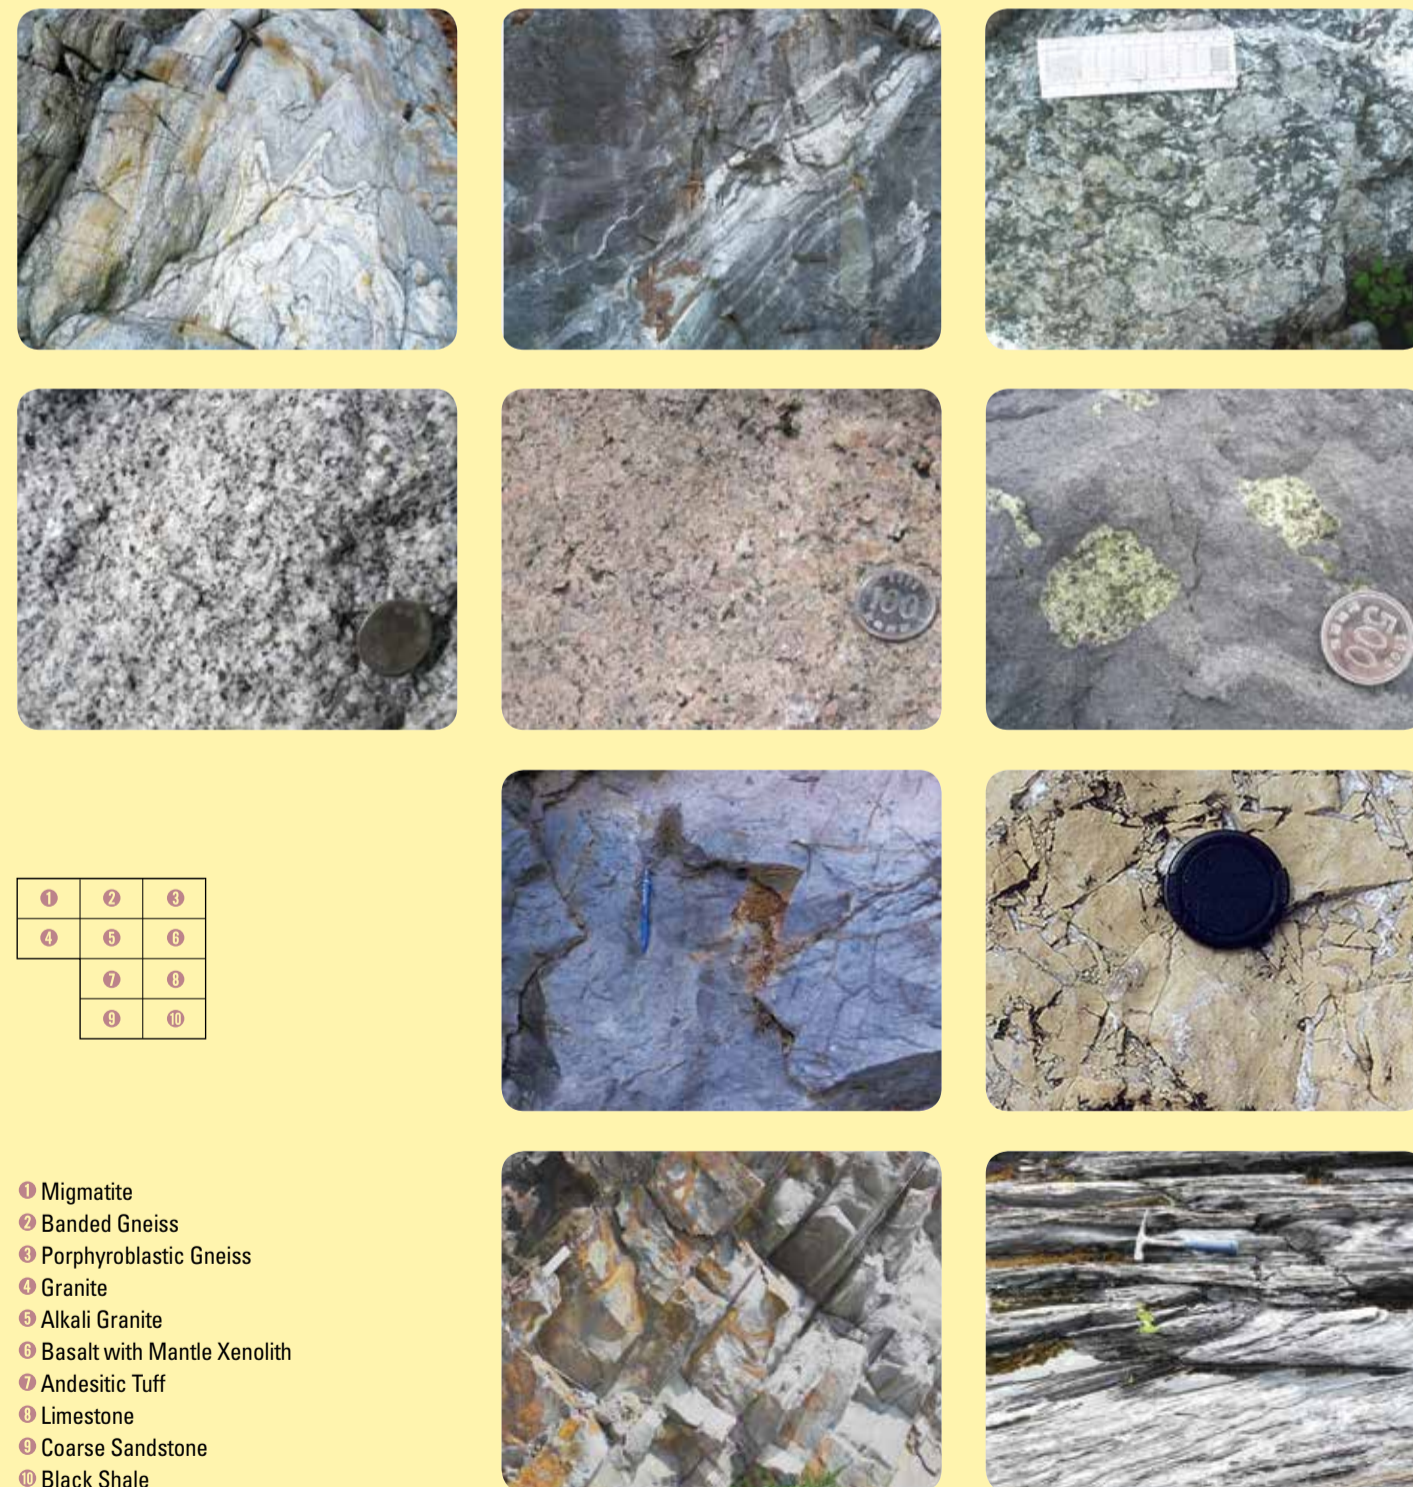 100
500
1 2 3
4 5 6
7 8
9 10
1 Migmatite
2 Banded Gneiss
3 Porphyroblastic Gneiss
4 Granite
5 Alkali Granite
6 Basalt with Mantle Xenolith
7 Andesitic Tuff
8 Limestone
9 Coarse Sandstone
10 Black Shale